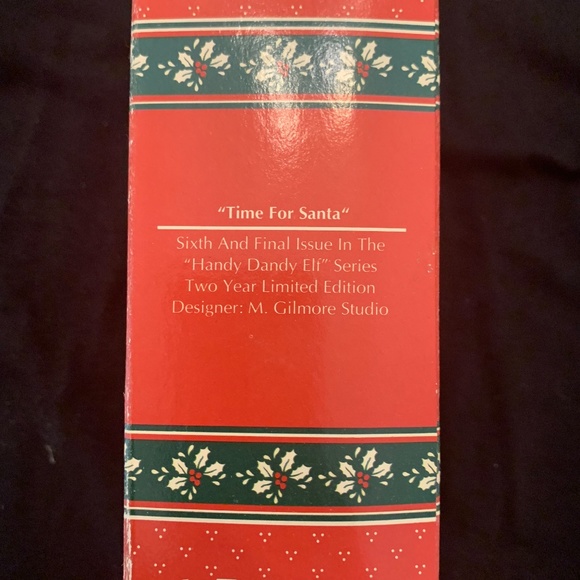 “Time For Santa“
Sixth And Final Issue In The
“Handy Dandy Elf” Series
Two Year Limited Edition
Designer: M. Gilmore Studio